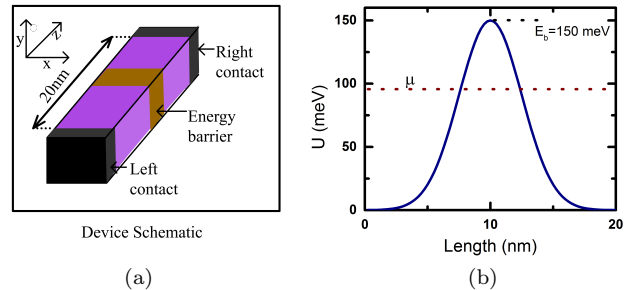 y
z
x
20nm
Right
contact
Energy
barrier
Left
contact
Device Schematic
(a)
U (meV)
150
100
50
0
E_b=150 meV
μ
0
10
20
Length (nm)
(b)